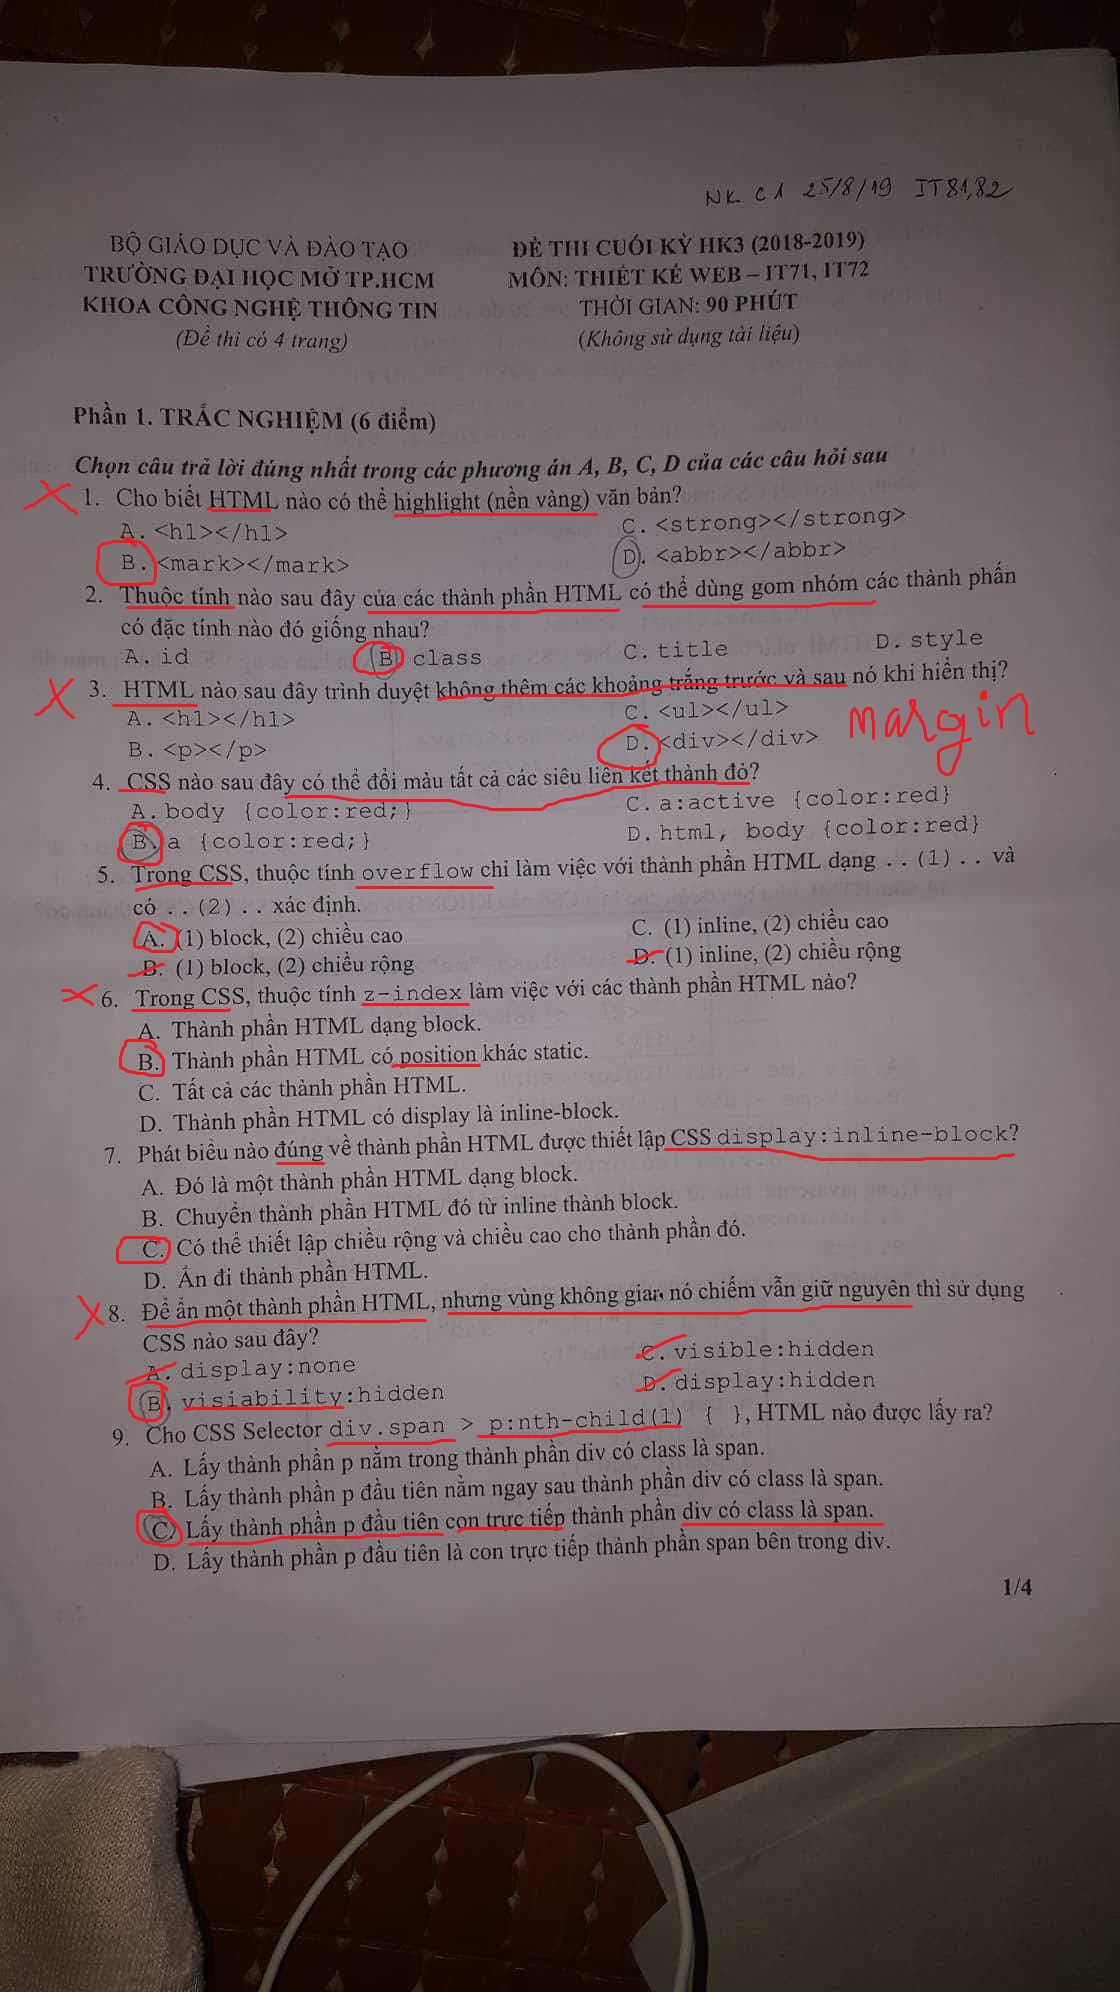 NK C1 25/8/19 IT81,82
BỘ GIÁO DỤC VÀ ĐÀO TẠO
TRƯỜNG ĐẠI HỌC MỞ TP.HCM
KHOA CÔNG NGHỆ THÔNG TIN
(Đề thi có 4 trang)
ĐỀ THI CUỐI KỲ HK3 (2018-2019)
MÔN: THIẾT KẾ WEB – IT71, IT72
THỜI GIAN: 90 PHÚT
(Không sử dụng tài liệu)
Phần 1. TRẮC NGHIỆM (6 điểm)
Chọn câu trả lời đúng nhất trong các phương án A, B, C, D của các câu hỏi sau
1. Cho biết HTML nào có thể highlight (nền vàng) văn bản?
A. <h1></h1> C. <strong></strong>
B. <mark></mark> D. <abbr></abbr>
2. Thuộc tính nào sau đây của các thành phần HTML có thể dùng gom nhóm các thành phần
có đặc tính nào đó giống nhau?
A. id B. class C. title D. style
3. HTML nào sau đây trình duyệt không thêm các khoảng trắng trước và sau nó khi hiển thị?
A. <h1></h1> C. <ul></ul>
B. <p></p> D. <div></div>
margin
4. CSS nào sau đây có thể đổi màu tất cả các siêu liên kết thành đỏ?
A. body {color:red;} C. a:active {color:red}
B. a {color:red;} D. html, body {color:red}
5. Trong CSS, thuộc tính overflow chỉ làm việc với thành phần HTML dạng ..(1).. và
có ..(2).. xác định.
A. (1) block, (2) chiều cao C. (1) inline, (2) chiều cao
B. (1) block, (2) chiều rộng D. (1) inline, (2) chiều rộng
6. Trong CSS, thuộc tính z-index làm việc với các thành phần HTML nào?
A. Thành phần HTML dạng block.
B. Thành phần HTML có position khác static.
C. Tất cả các thành phần HTML.
D. Thành phần HTML có display là inline-block.
7. Phát biểu nào đúng về thành phần HTML được thiết lập CSS display:inline-block?
A. Đó là một thành phần HTML dạng block.
B. Chuyển thành phần HTML đó từ inline thành block.
C. Có thể thiết lập chiều rộng và chiều cao cho thành phần đó.
D. Ẩn đi thành phần HTML.
8. Để ẩn một thành phần HTML, nhưng vùng không gian nó chiếm vẫn giữ nguyên thì sử dụng
CSS nào sau đây?
A. display:none C. visible:hidden
B. visiability:hidden D. display:hidden
9. Cho CSS Selector div.span > p:nth-child(1) { }, HTML nào được lấy ra?
A. Lấy thành phần p nằm trong thành phần div có class là span.
B. Lấy thành phần p đầu tiên nằm ngay sau thành phần div có class là span.
C. Lấy thành phần p đầu tiên con trực tiếp thành phần div có class là span.
D. Lấy thành phần p đầu tiên là con trực tiếp thành phần span bên trong div.
1/4